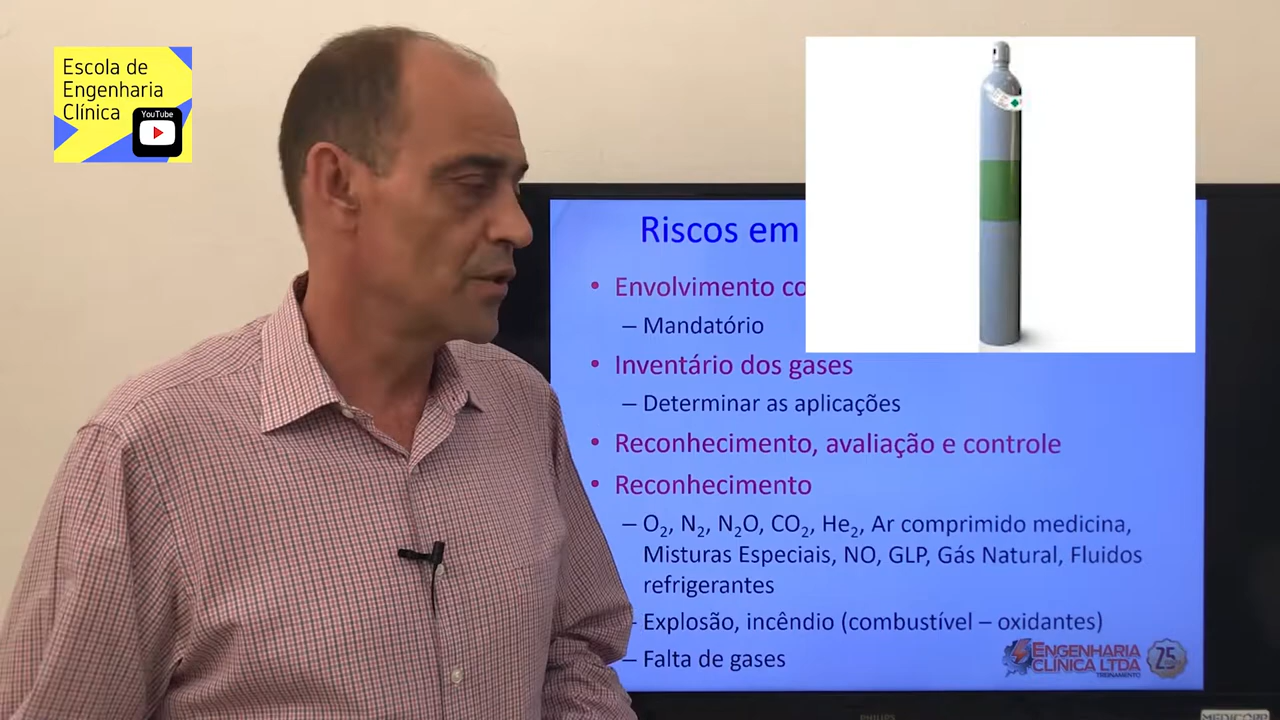 Escola de
Engenharia
Clínica
YouTube
Riscos em
• Envolvimento co
– Mandatório
• Inventário dos gases
– Determinar as aplicações
• Reconhecimento, avaliação e controle
• Reconhecimento
– O₂, N₂, N₂O, CO₂, He₂, Ar comprimido medicina,
Misturas Especiais, NO, GLP, Gás Natural, Fluidos
refrigerantes
- Explosão, incêndio (combustível – oxidantes)
– Falta de gases
ENGENHARIA
CLÍNICA LTDA
TREINAMENTO
25
PHILIPS